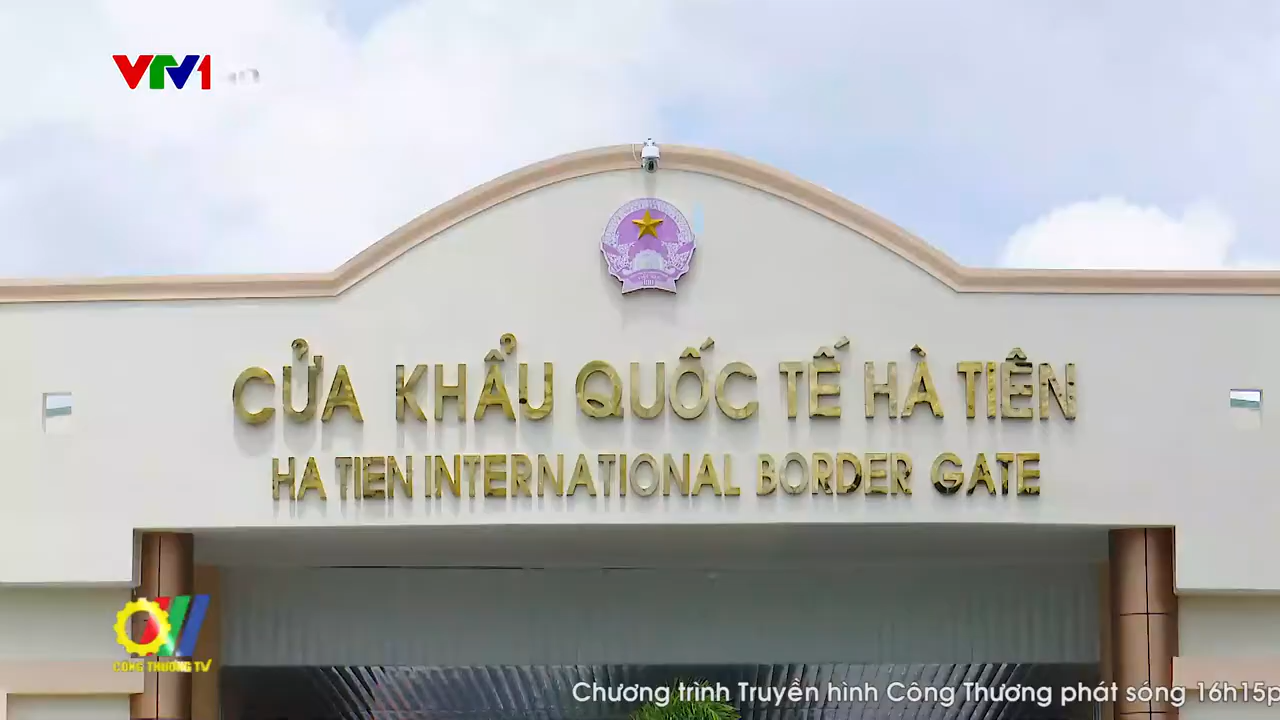 VTV1
CỬA KHẨU QUỐC TẾ HÀ TIÊN
HA TIEN INTERNATIONAL BORDER GATE
CÔNG THƯƠNG TV
Chương trình Truyền hình Công Thương phát sóng 16h15p